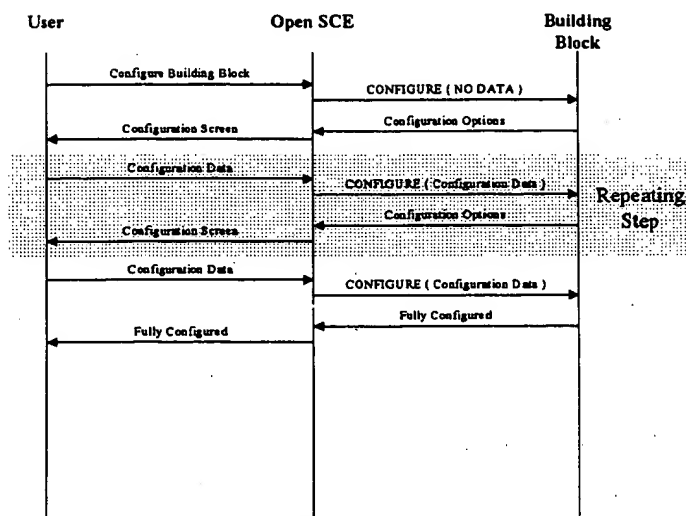 User Open SCE Building
Block
Configure Building Block
CONFIGURE ( NO DATA )
Configuration Options
Configuration Screen
Configuration Data
CONFIGURE ( Configuration Data )
Repeating
Step
Configuration Options
Configuration Screen
Configuration Data
CONFIGURE ( Configuration Data )
Fully Configured
Fully Configured